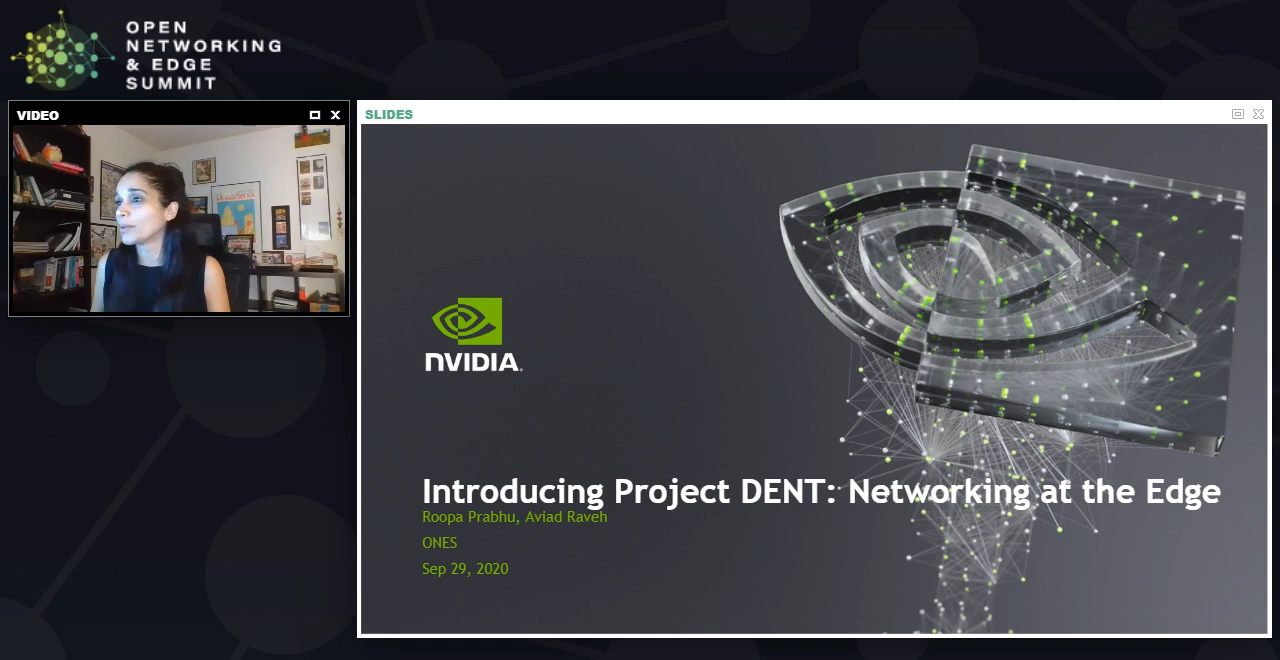 OPEN
NETWORKING
& EDGE
SUMMIT
VIDEO
SLIDES
NVIDIA.
Introducing Project DENT: Networking at the Edge
Roopa Prabhu, Aviad Raveh
ONES
Sep 29, 2020